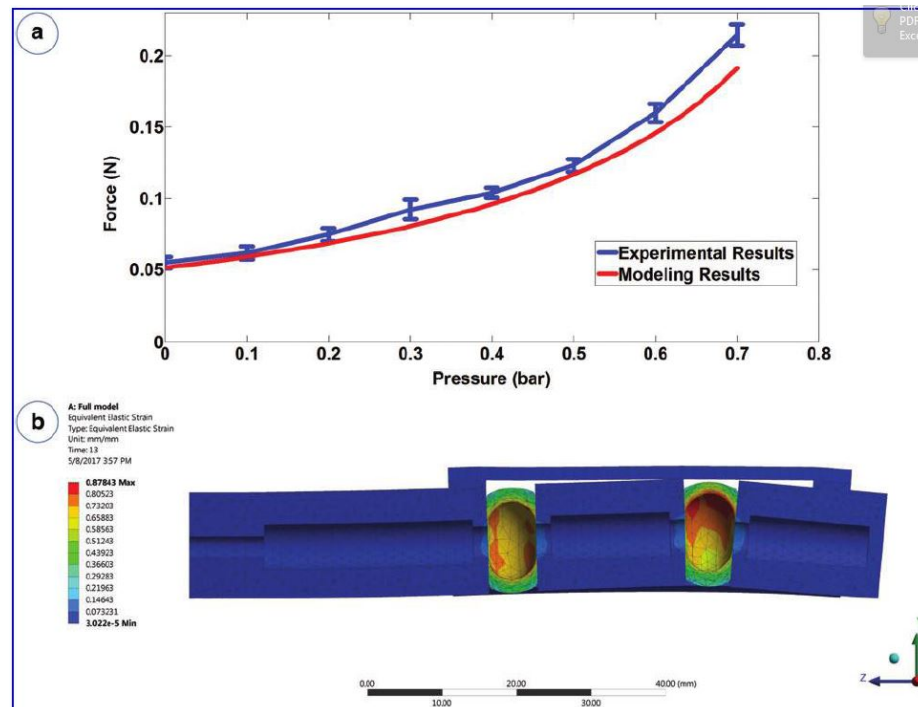 a
PDF
Exce
0.2
0.15
0.1
0.05
0
Force (N)
Experimental Results
Modeling Results
0 0.1 0.2 0.3 0.4 0.5 0.6 0.7 0.8
Pressure (bar)
b
A: Full model
Equivalent Elastic Strain
Type: Equivalent Elastic Strain
Unit: mm/mm
Time: 13
5/8/2017 3:57 PM
0.87843 Max
0.80523
0.73203
0.65883
0.58563
0.51243
0.43923
0.36603
0.29283
0.21963
0.14643
0.073231
3.022e-5 Min
0.00 20.00 40.00 (mm)
10.00 30.00
Z